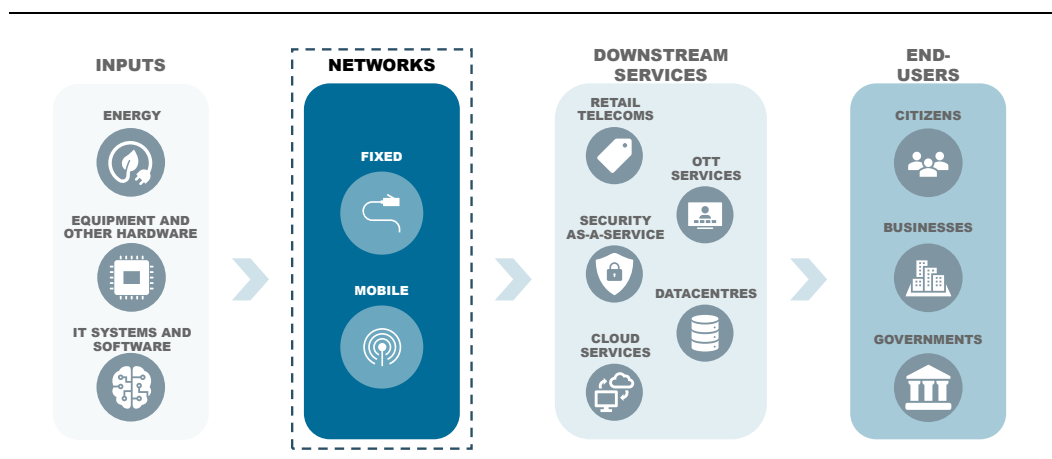 INPUTS
ENERGY
EQUIPMENT AND
OTHER HARDWARE
IT SYSTEMS AND
SOFTWARE
NETWORKS
FIXED
MOBILE
DOWNSTREAM
SERVICES
RETAIL
TELECOMS
OTT
SERVICES
SECURITY
AS-A-SERVICE
DATACENTRES
CLOUD
SERVICES
END-
USERS
CITIZENS
BUSINESSES
GOVERNMENTS